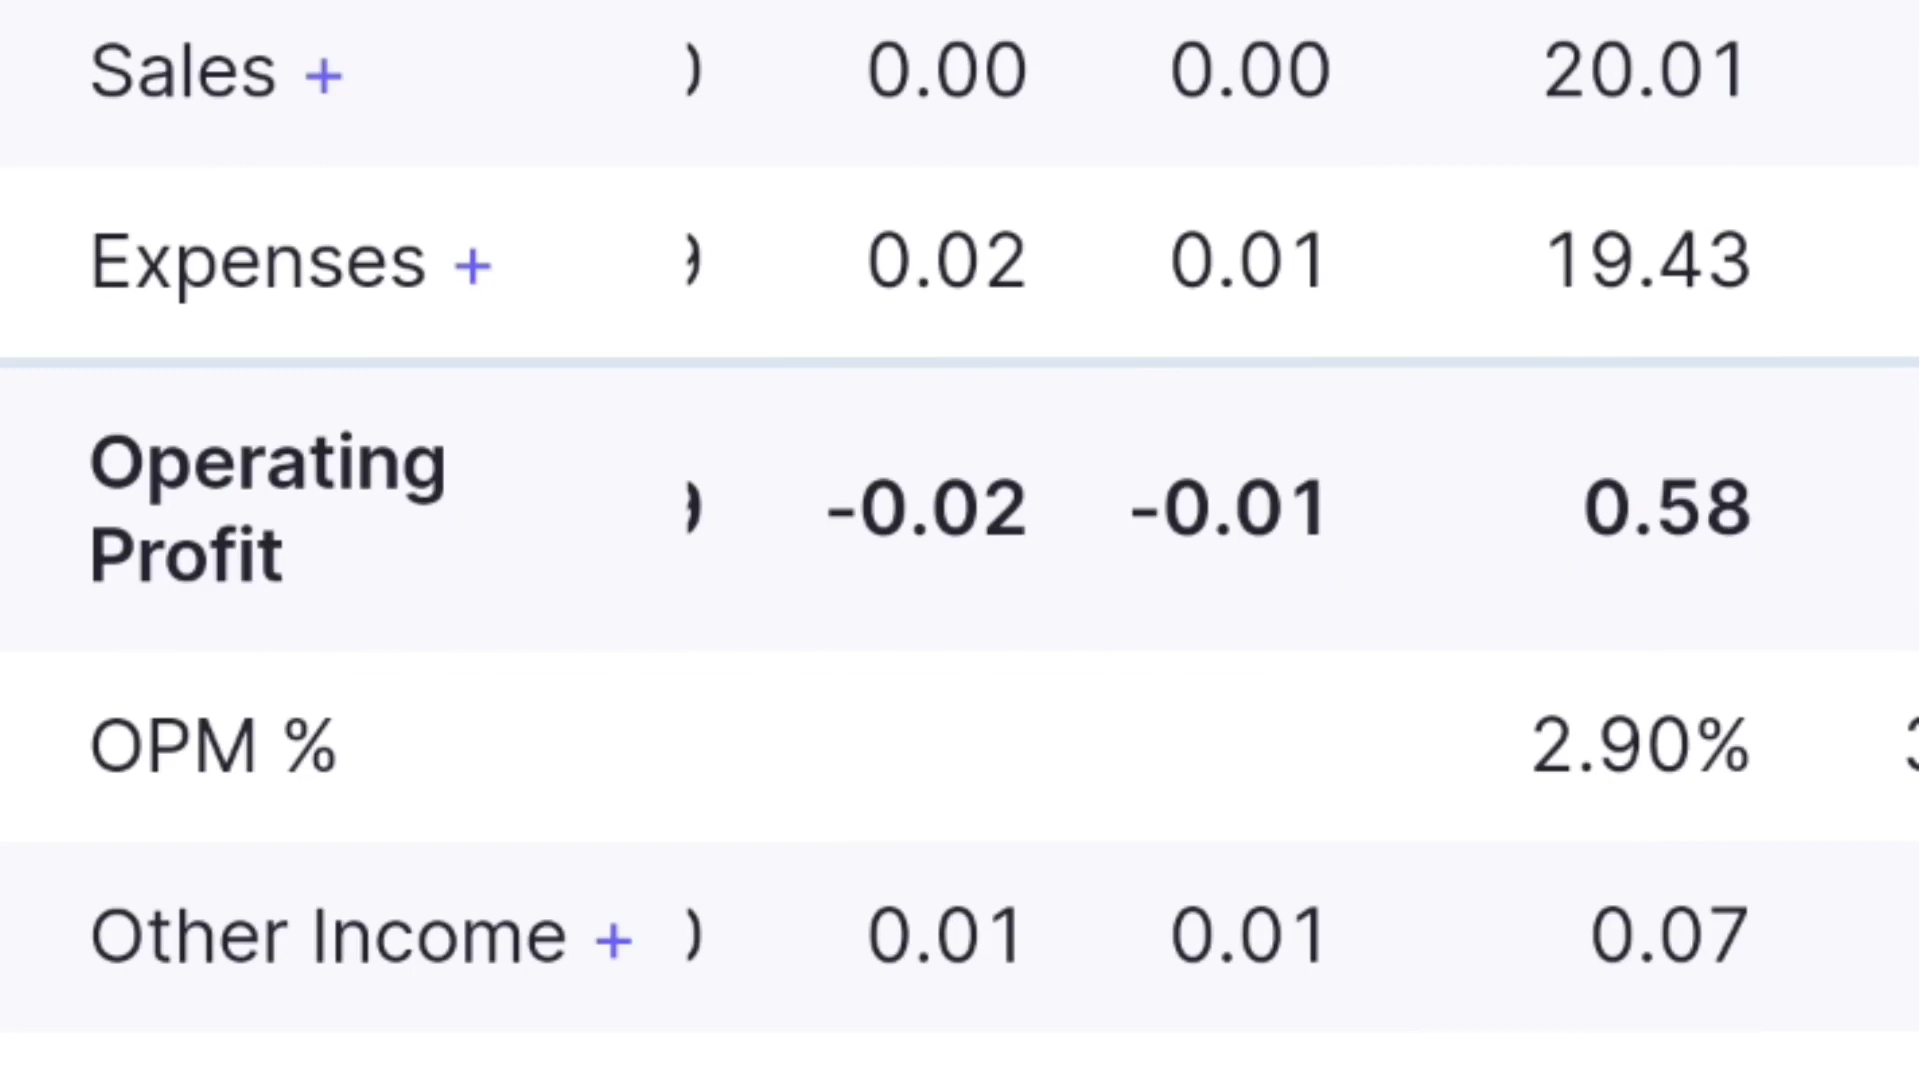 Sales + 0.00 0.00 20.01
Expenses + 0.02 0.01 19.43
Operating
Profit -0.02 -0.01 0.58
OPM % 2.90%
Other Income + 0.01 0.01 0.07